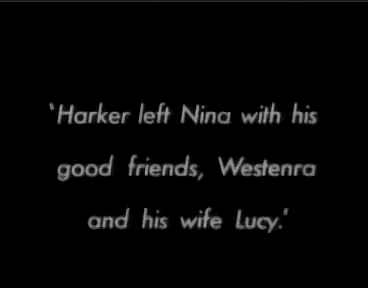 ‘Harker left Nina with his
good friends, Westenra
and his wife Lucy.’